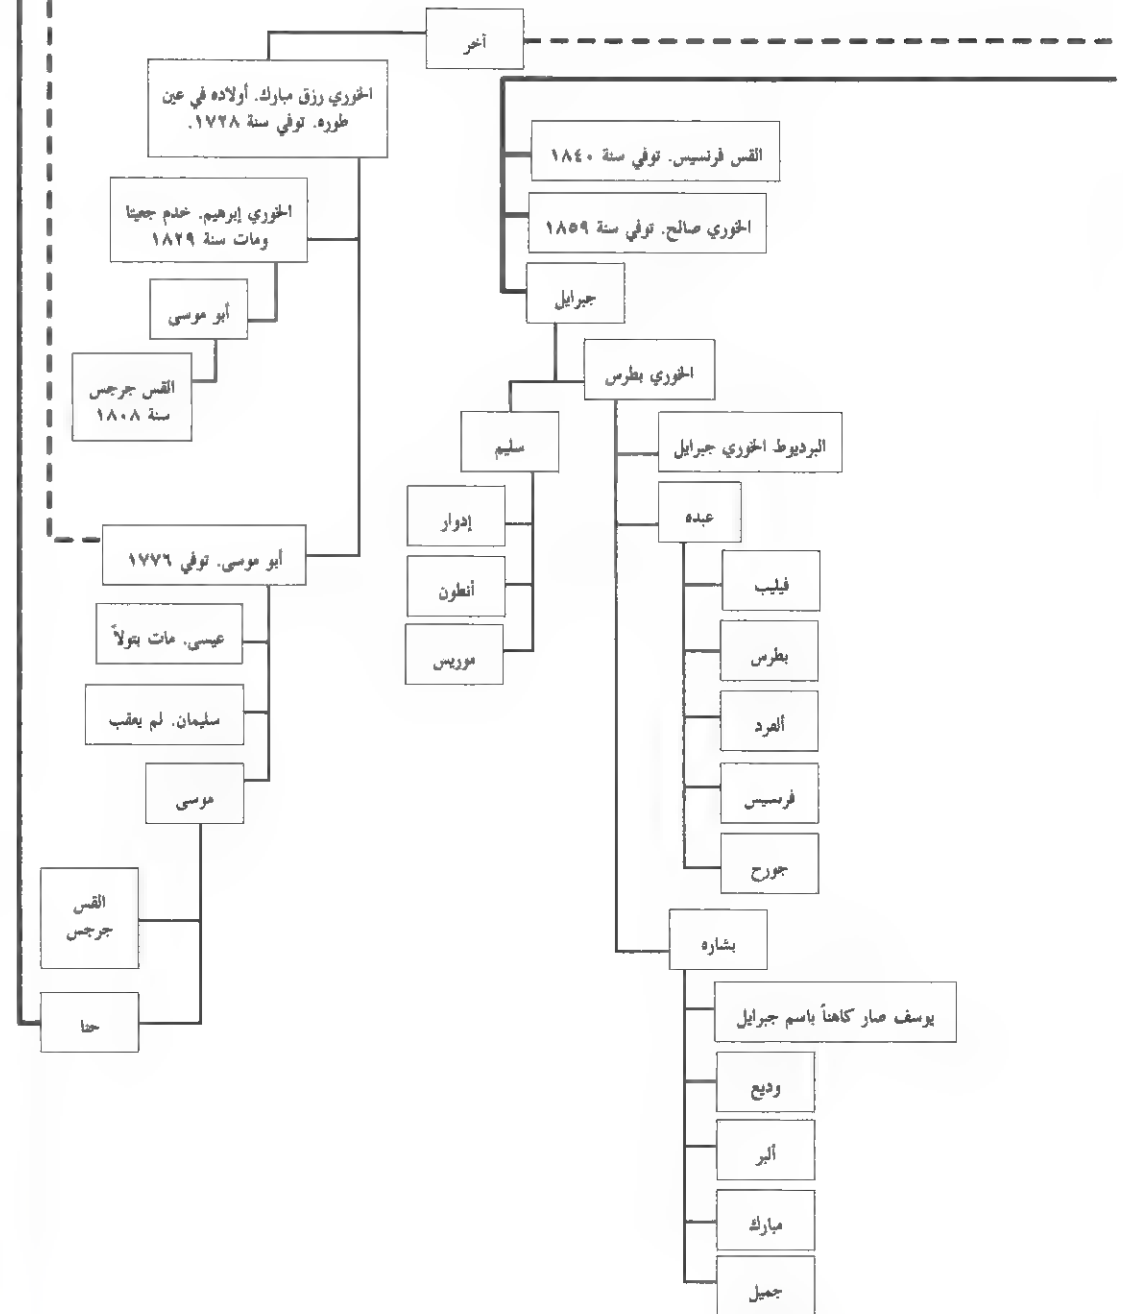 آخر
الخوري رزق مبارك. أولاده في عين
طوره. توفي سنة ١٧٢٨.
الخوري إبرهيم. خدم جعيتا
ومات سنة ١٨٢٩
أبو موسى
القس جرجس
سنة ١٨٠٨
أبو موسى. توفي ١٧٧٦
عيسى. مات بتولاً
سليمان. لم يعقب
موسى
القس
جرجس
حنا
القس فرنسيس. توفي سنة ١٨٤٠
الخوري صالح. توفي سنة ١٨٥٩
جبرايل
الخوري بطرس
سليم
إدوار
أنطون
موريس
البرديوط الخوري جبرايل
عبده
فيليب
بطرس
ألفرد
فرنسيس
جورج
بشاره
يوسف صار كاهناً باسم جبرايل
وديع
ألبر
مبارك
جميل